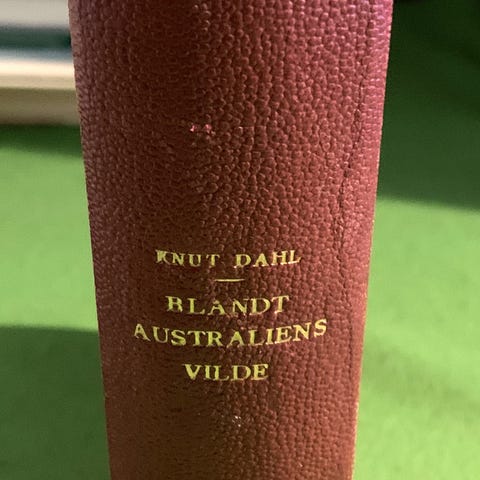 KNUT DAHL
BLANDT
AUSTRALIENS
VILDE